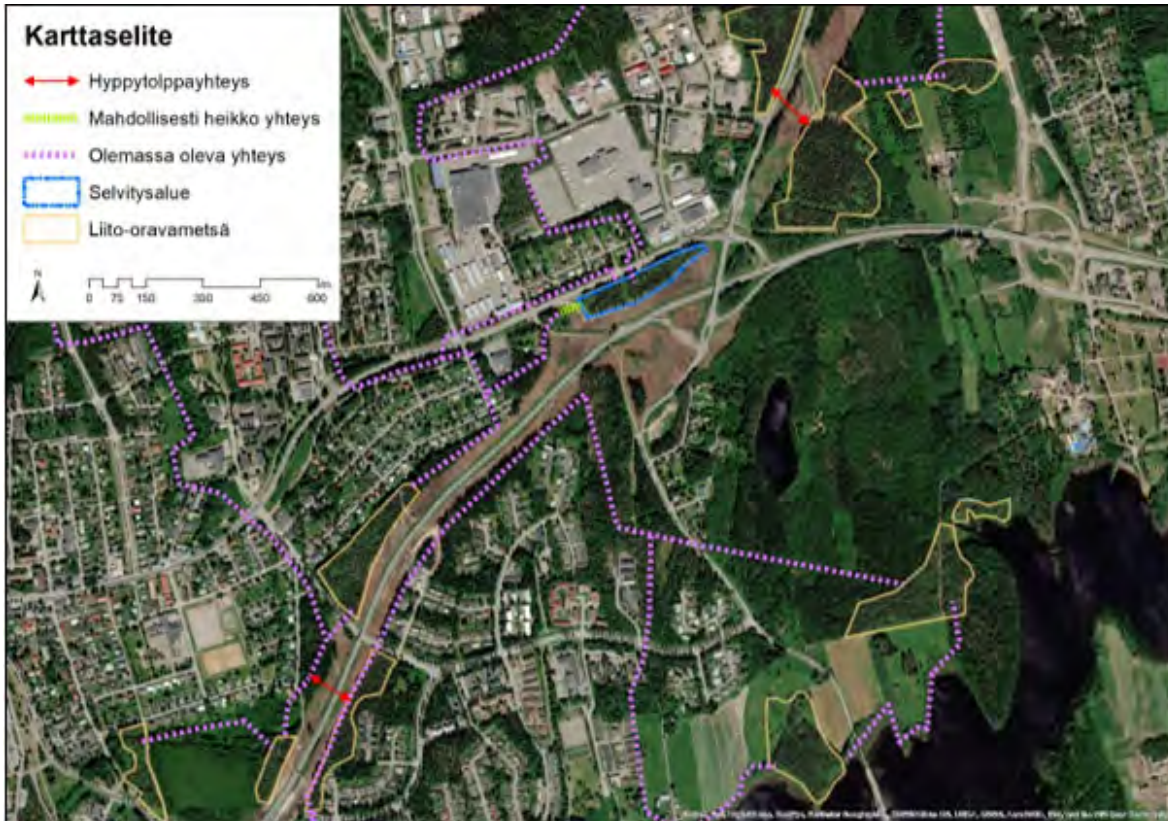 Karttaselite
Hyppytolppayhteys
Mahdollisesti heikko yhteys
Olemassa oleva yhteys
Selvitysalue
Liito-oravametsä
N
m
0 75 150 300 450 600